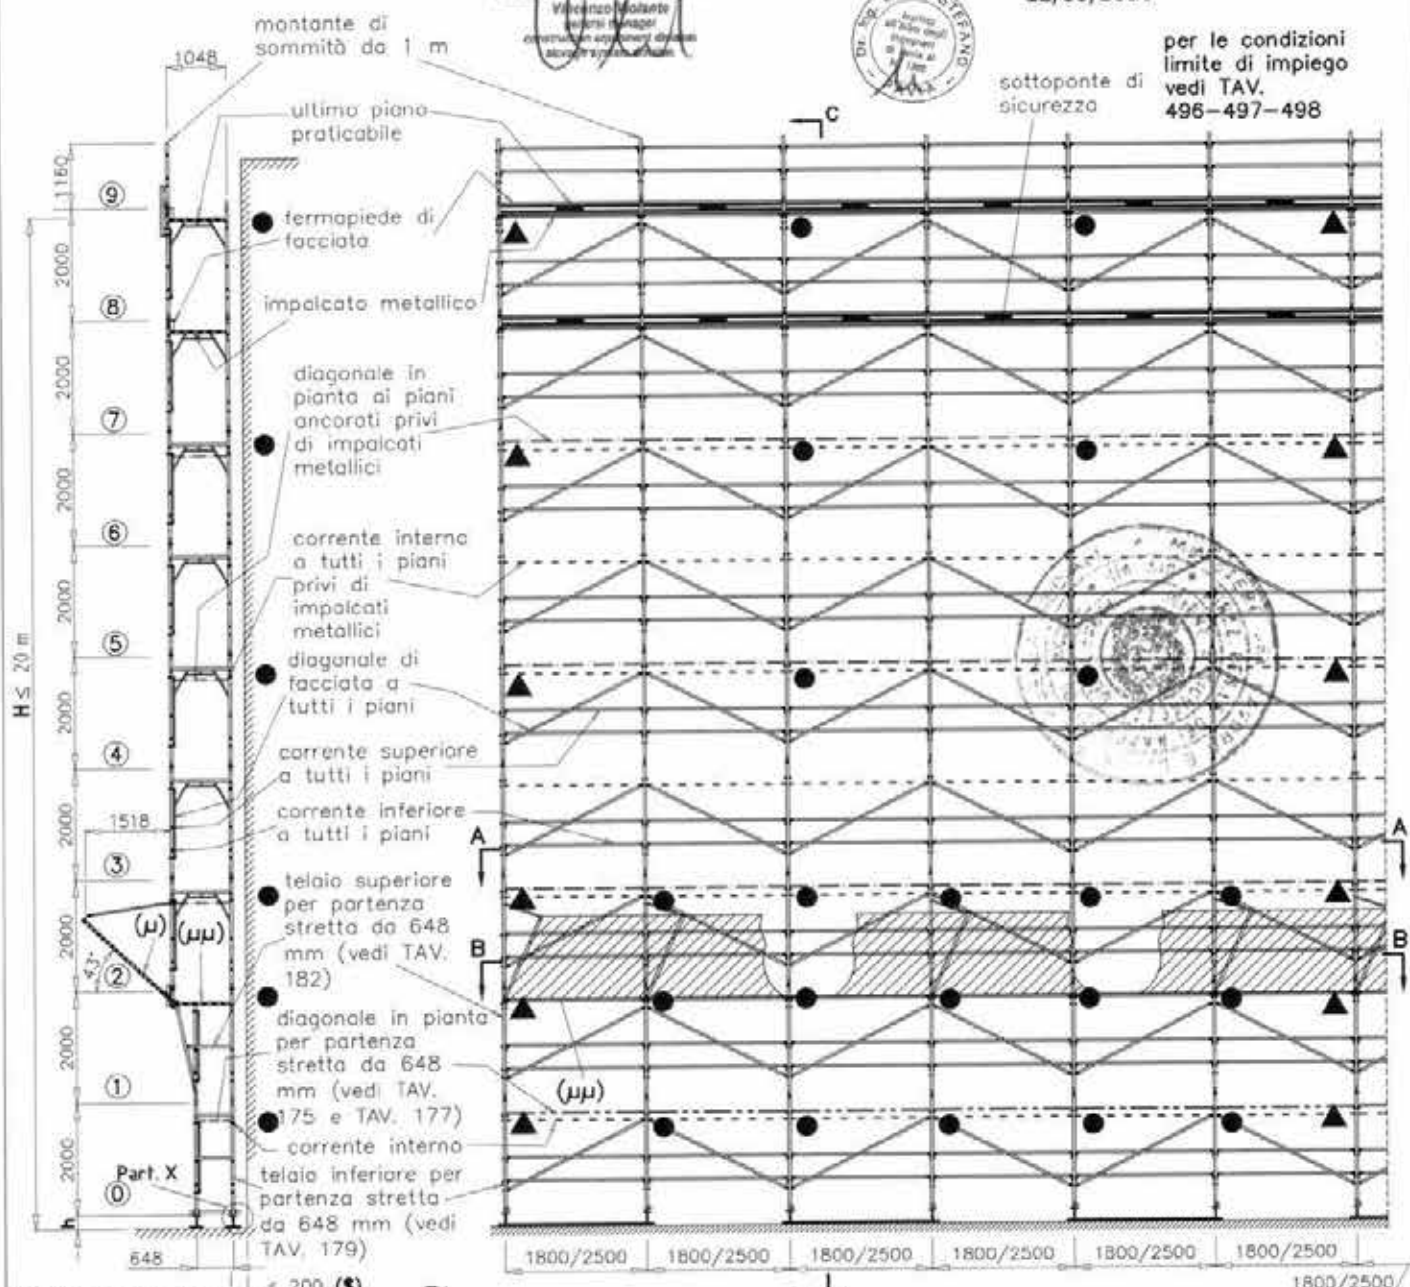 montante di
sommità da 1 m
1048
Vincenzo Violante
general manager
STEFANO
per le condizioni
limite di impiego
vedi TAV.
496-497-498
sottoponte di
sicurezza
C
ultimo piano
praticabile
1160
9
fermapiede di
facciata
2000
8
impalcato metallico
2000
diagonale in
pianta ai piani
ancorati privi
di impalcati
metallici
7
2000
6
corrente interno
a tutti i piani
privi di
impalcati
metallici
2000
5
diagonale di
facciata a
tutti i piani
H≤ 20 m
2000
4
corrente superiore
a tutti i piani
2000
1518
corrente inferiore
a tutti i piani
A
A
3
telaio superiore
per partenza
stretta da 648
mm (vedi TAV.
182)
(μ)
(μμ)
2000
43°
B
B
2
diagonale in pianta
per partenza
stretta da 648
mm (vedi TAV.
175 e TAV. 177)
2000
(μμ)
1
corrente interno
2000
Part. X
telaio inferiore per
partenza stretta
da 648 mm (vedi
TAV. 179)
0
h
648
1800/2500
1800/2500
1800/2500
1800/2500
1800/2500
1800/2500
1800/2500/
200 ($)